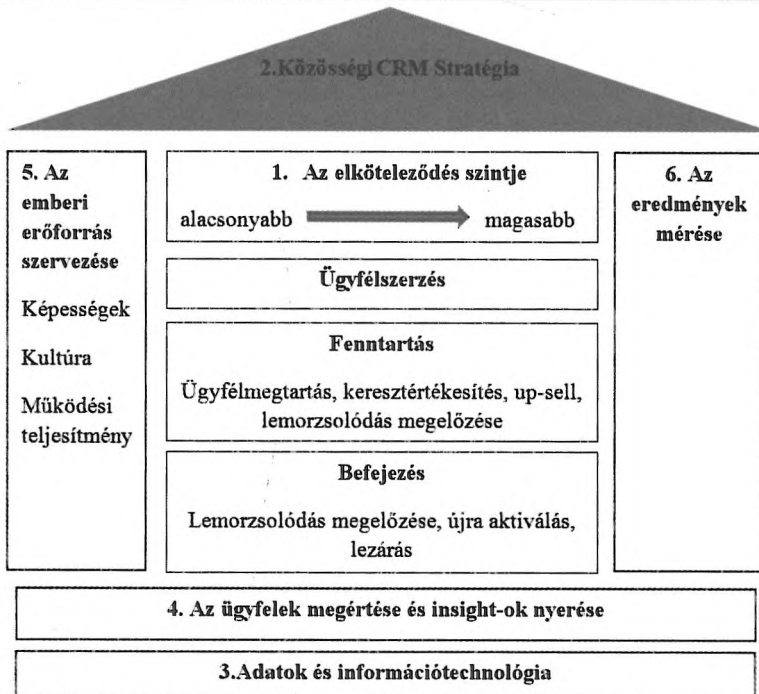 2.Közösségi CRM Stratégia
5. Az
emberi
erőforrás
szervezése
Képességek
Kultúra
Működési
teljesítmény
1. Az elköteleződés szintje
alacsonyabb magasabb
Ügyfélszerzés
Fenntartás
Ügyfélmegtartás, keresztértékesítés, up-sell,
lemorzsolódás megelőzése
Befejezés
Lemorzsolódás megelőzése, újra aktiválás,
lezárás
6. Az
eredmények
mérése
4. Az ügyfelek megértése és insight-ok nyerése
3.Adatok és információtechnológia